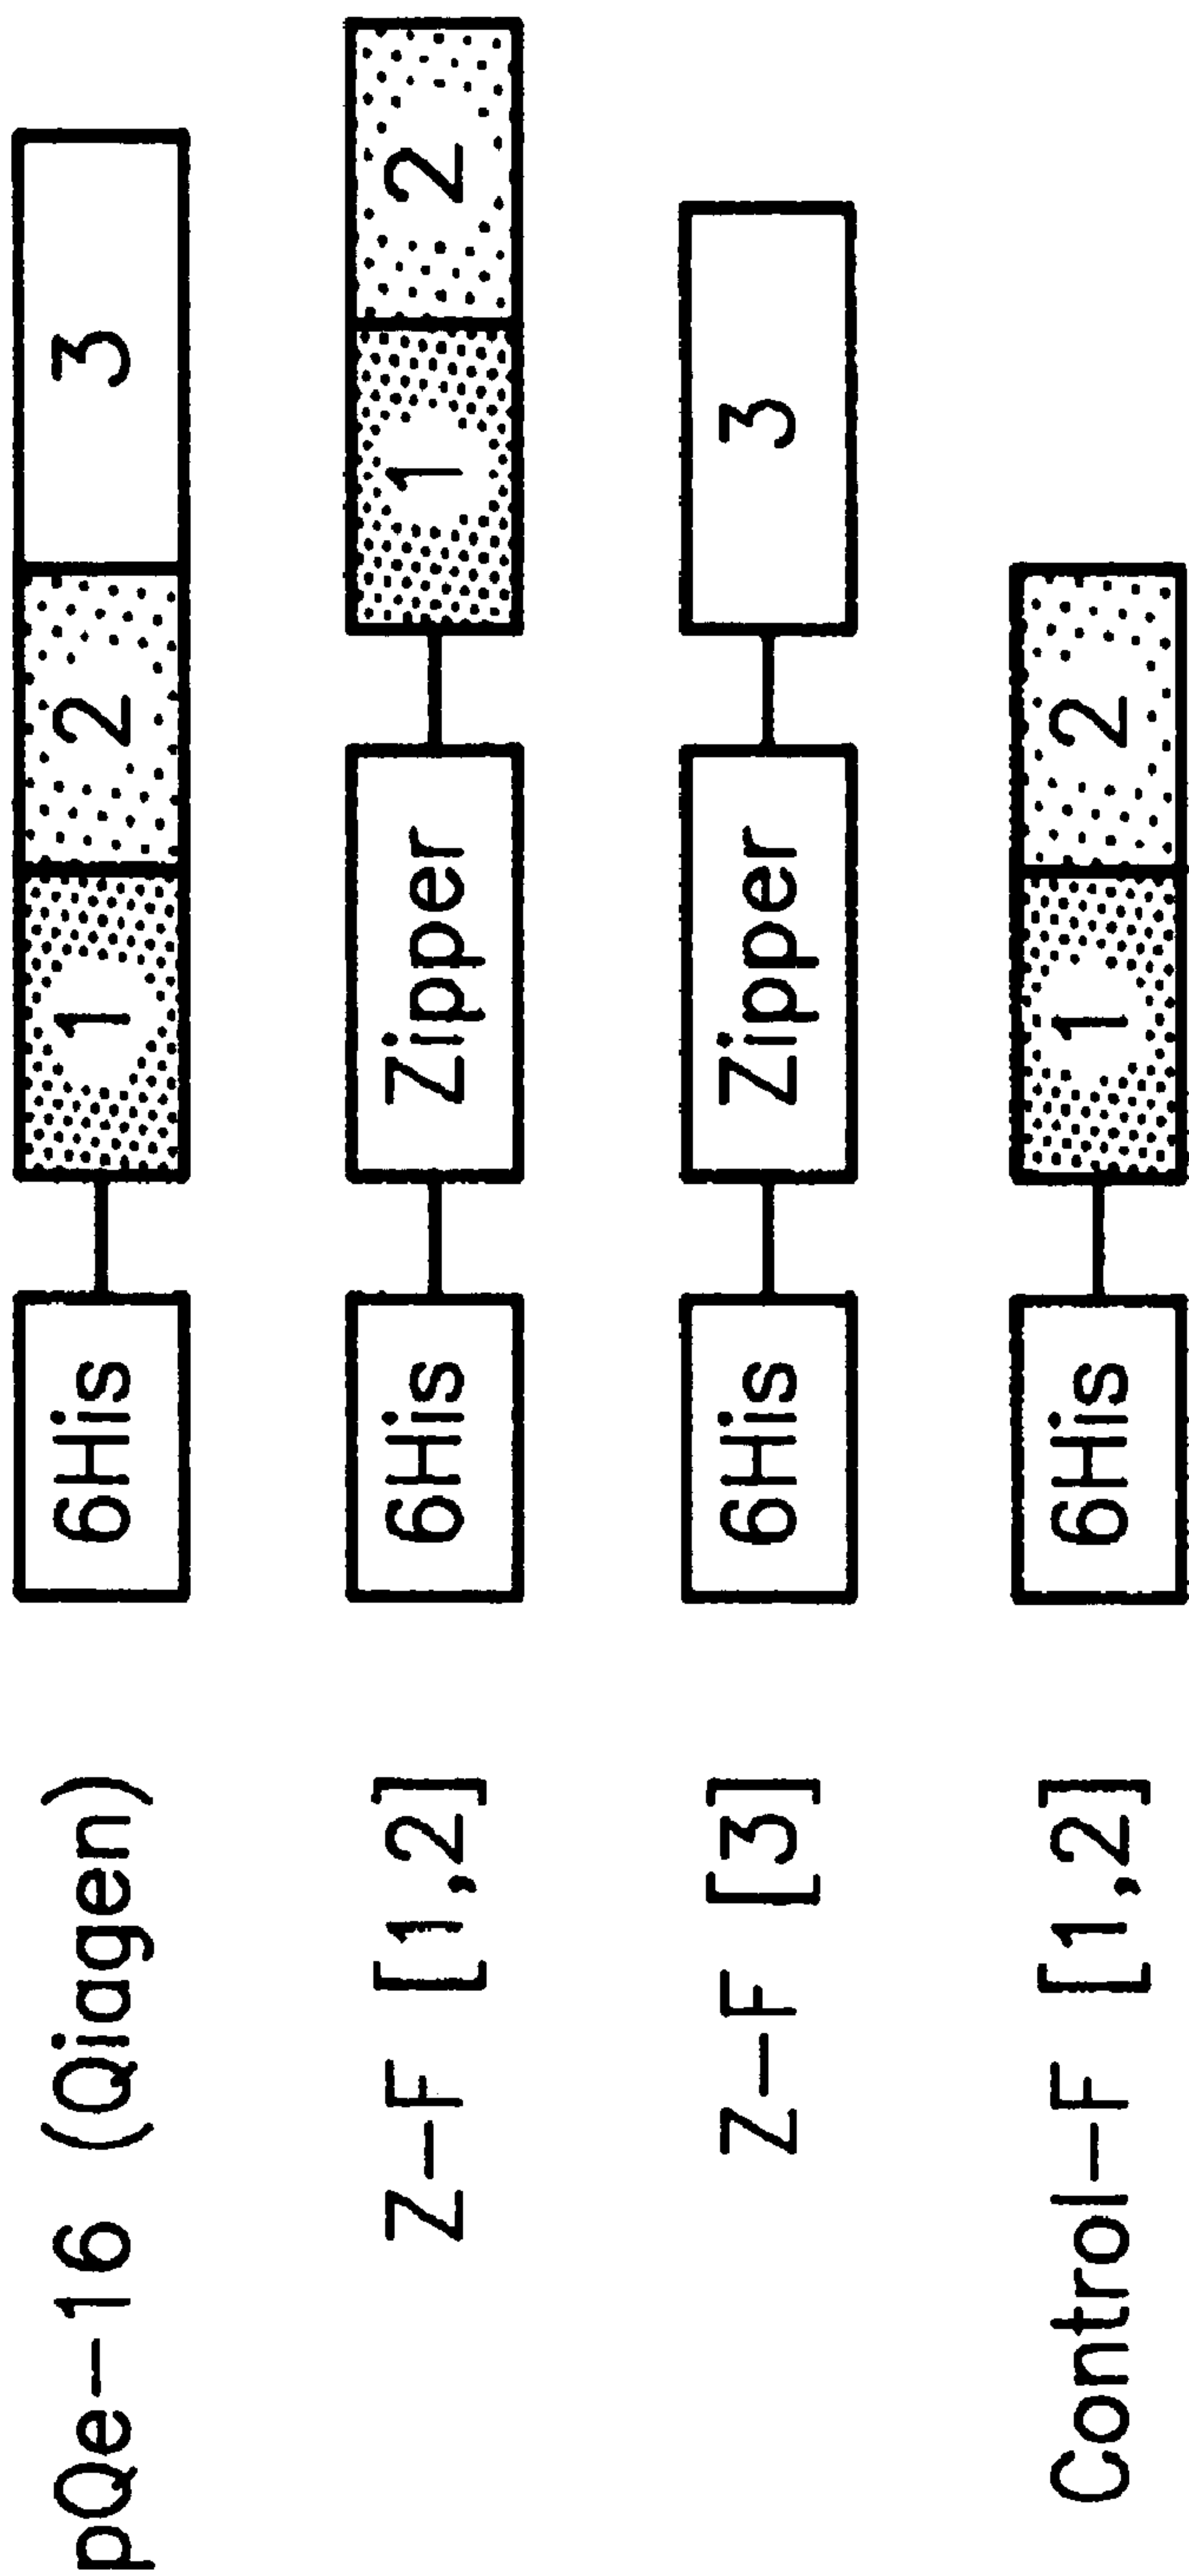 pQe-16 (Qiagen) 6His 1 2 3
Z-F [1,2] 6His Zipper 1 2
Z-F [3] 6His Zipper 3
Control-F [1,2] 6His 1 2